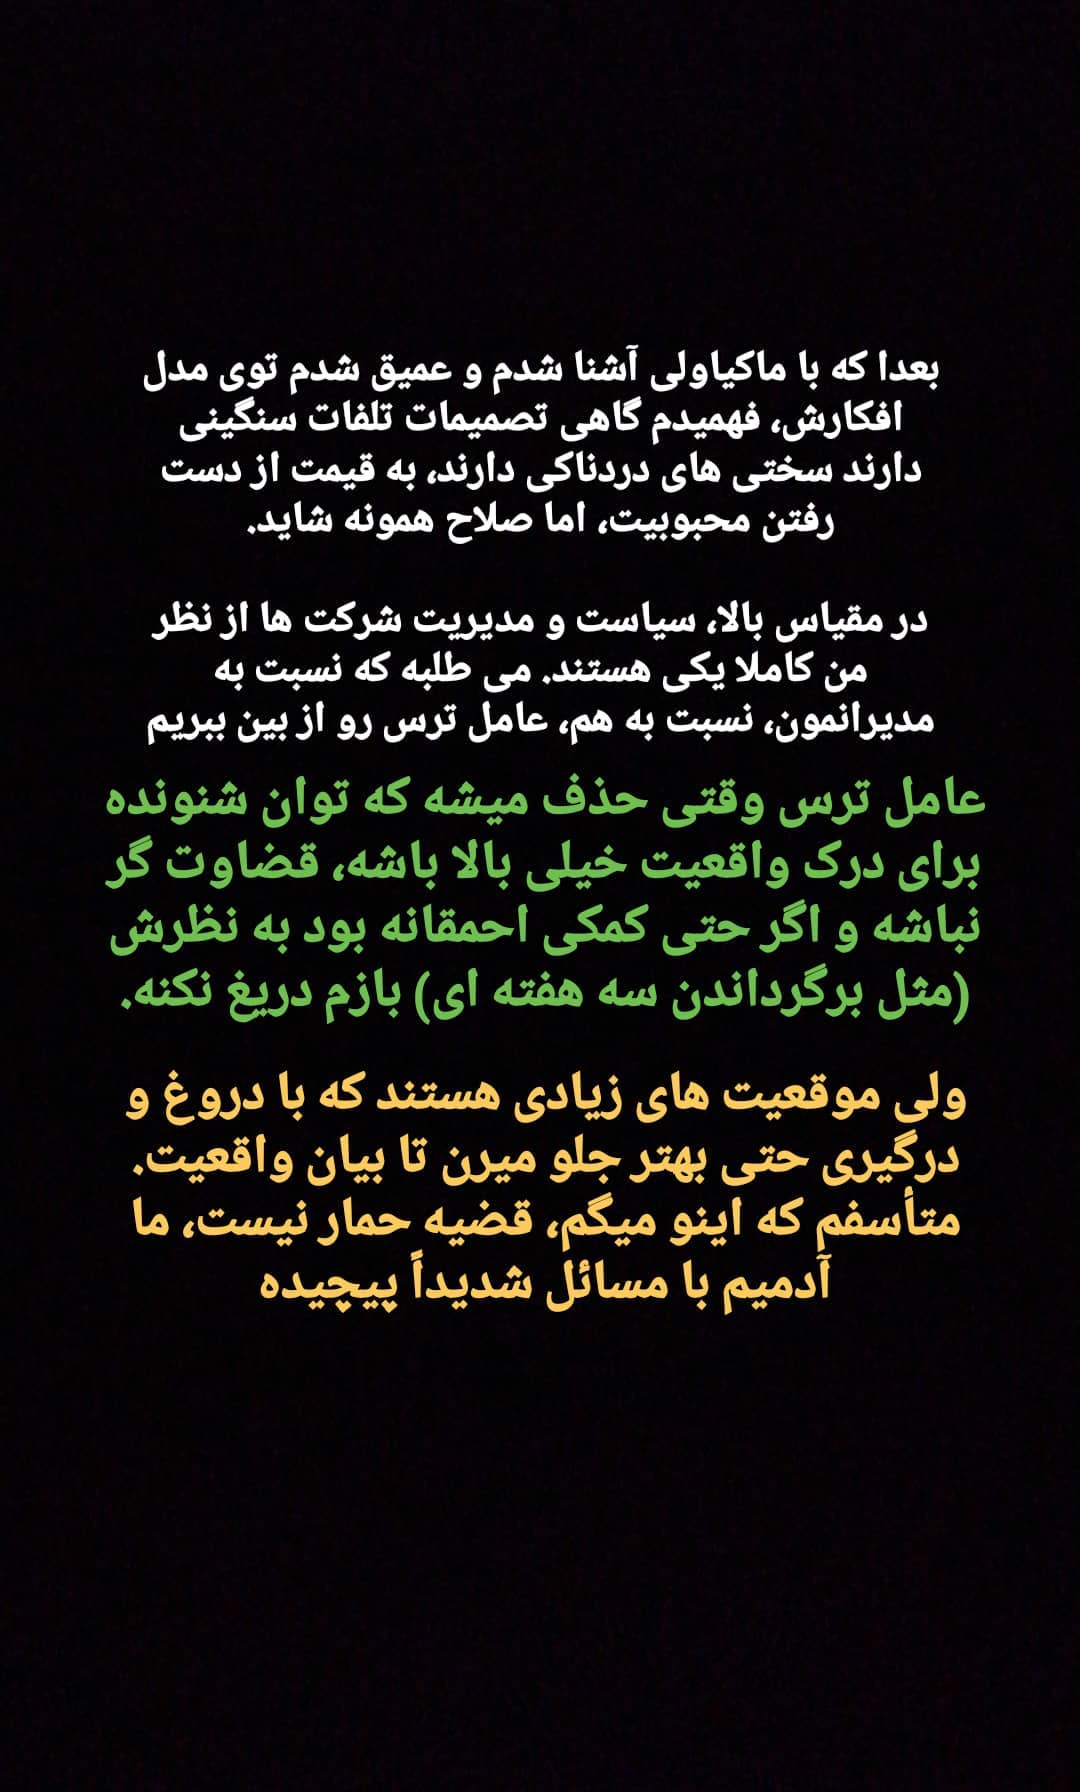 بعدا که با ماکیاولی آشنا شدم و عمیق شدم توی مدل
افکارش، فهمیدم گاهی تصمیمات تلفات سنگینی
دارند سختی های دردناکی دارند، به قیمت از دست
رفتن محبوبیت، اما صلاح همونه شاید.
در مقیاس بالا، سیاست و مدیریت شرکت ها از نظر
من کاملا یکی هستند. می طلبه که نسبت به
مدیرانمون، نسبت به هم، عامل ترس رو از بین ببریم
عامل ترس وقتی حذف میشه که توان شنونده
برای درک واقعیت خیلی بالا باشه، قضاوت گر
نباشه و اگر حتی کمکی احمقانه بود به نظرش
(مثل برگرداندن سه هفته ای) بازم دریغ نکنه.
ولی موقعیت های زیادی هستند که با دروغ و
درگیری حتی بهتر جلو میرن تا بیان واقعیت.
متأسفم که اینو میگم، قضیه حمار نیست، ما
آدمیم با مسائل شدیداً پیچیده